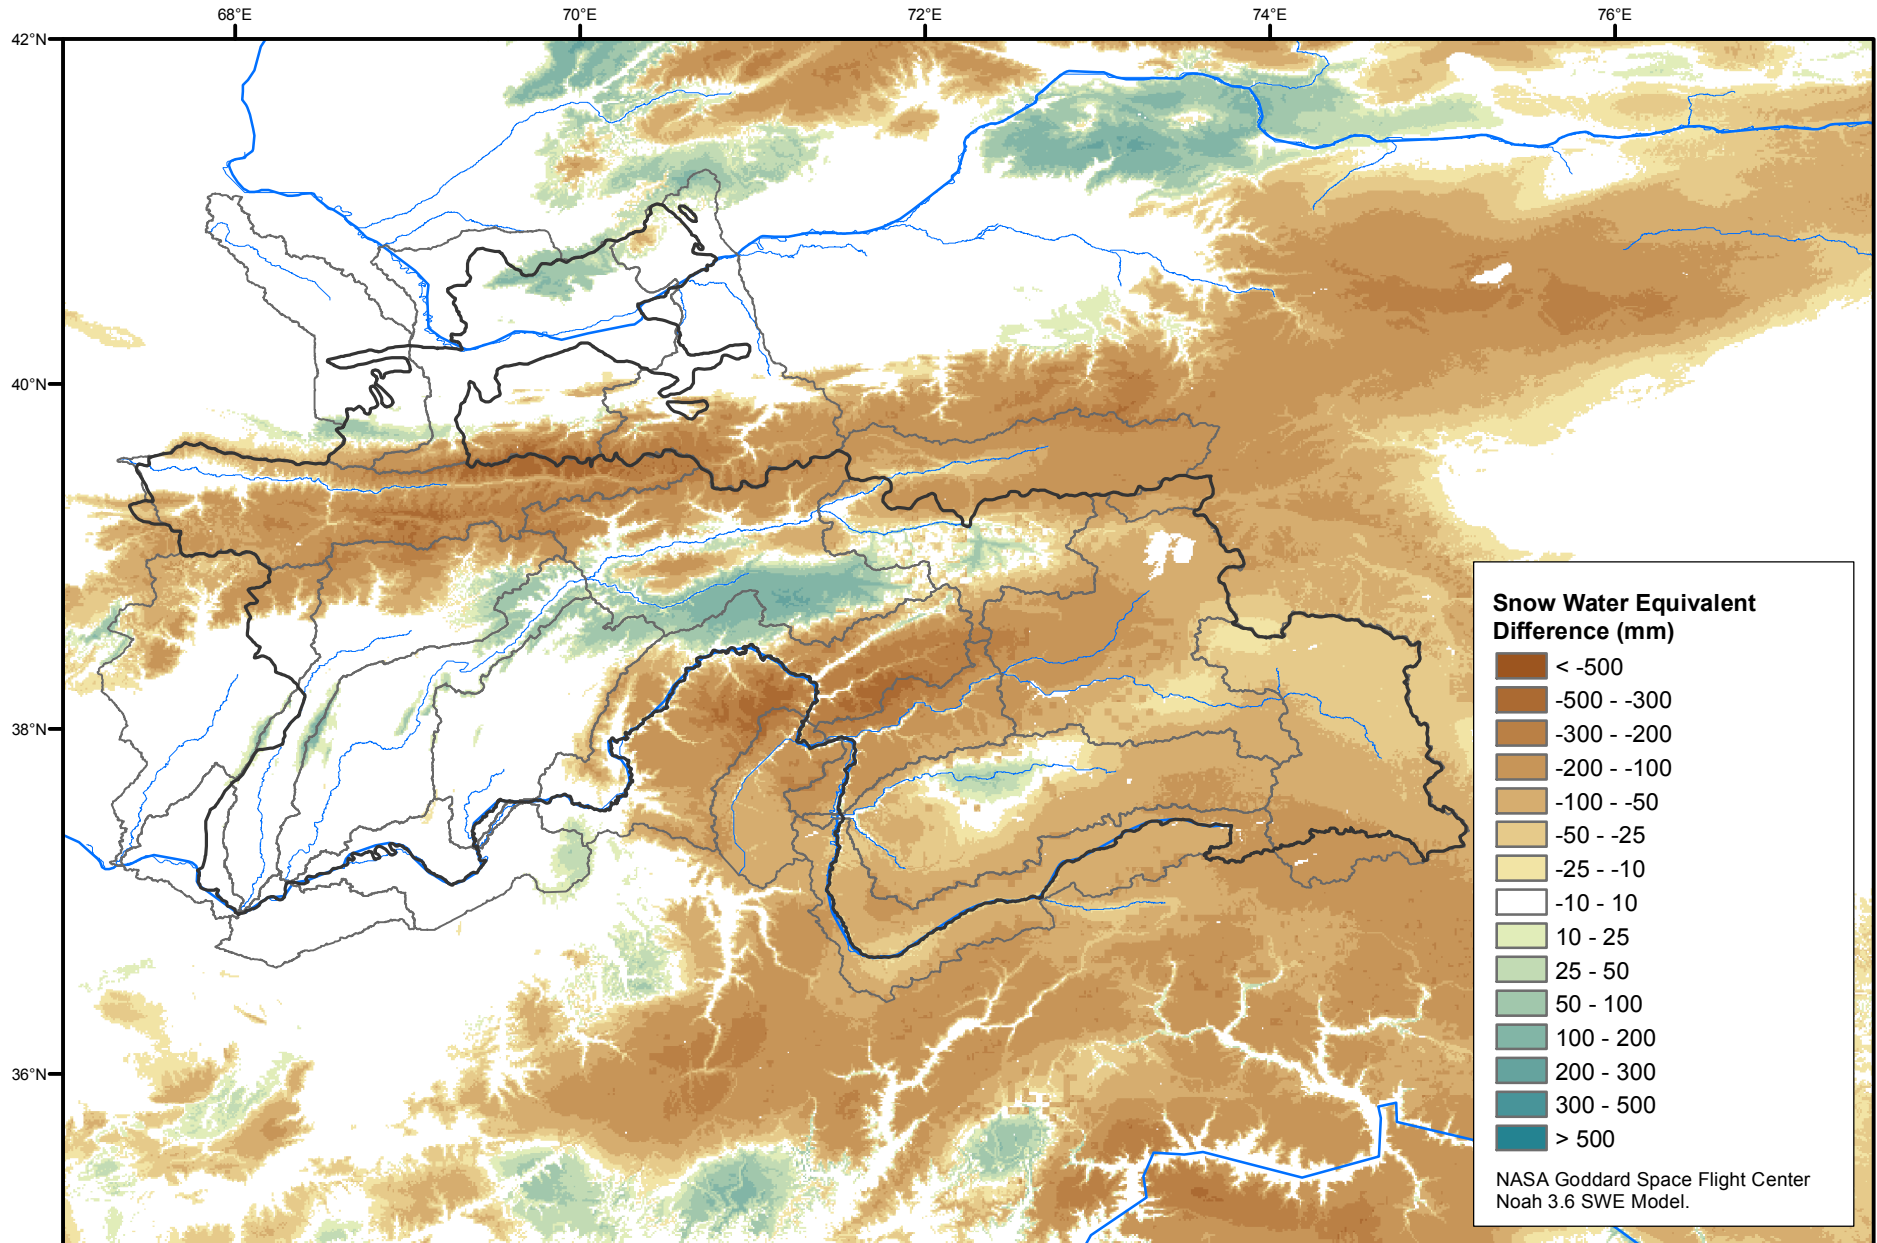 68°E
70°E
72°E
74°E
76°E
42°N
40°N
38°N
36°N
Snow Water Equivalent
Difference (mm)
< -500
-500 - -300
-300 - -200
-200 - -100
-100 - -50
-50 - -25
-25 - -10
-10 - 10
10 - 25
25 - 50
50 - 100
100 - 200
200 - 300
300 - 500
> 500
NASA Goddard Space Flight Center
Noah 3.6 SWE Model.